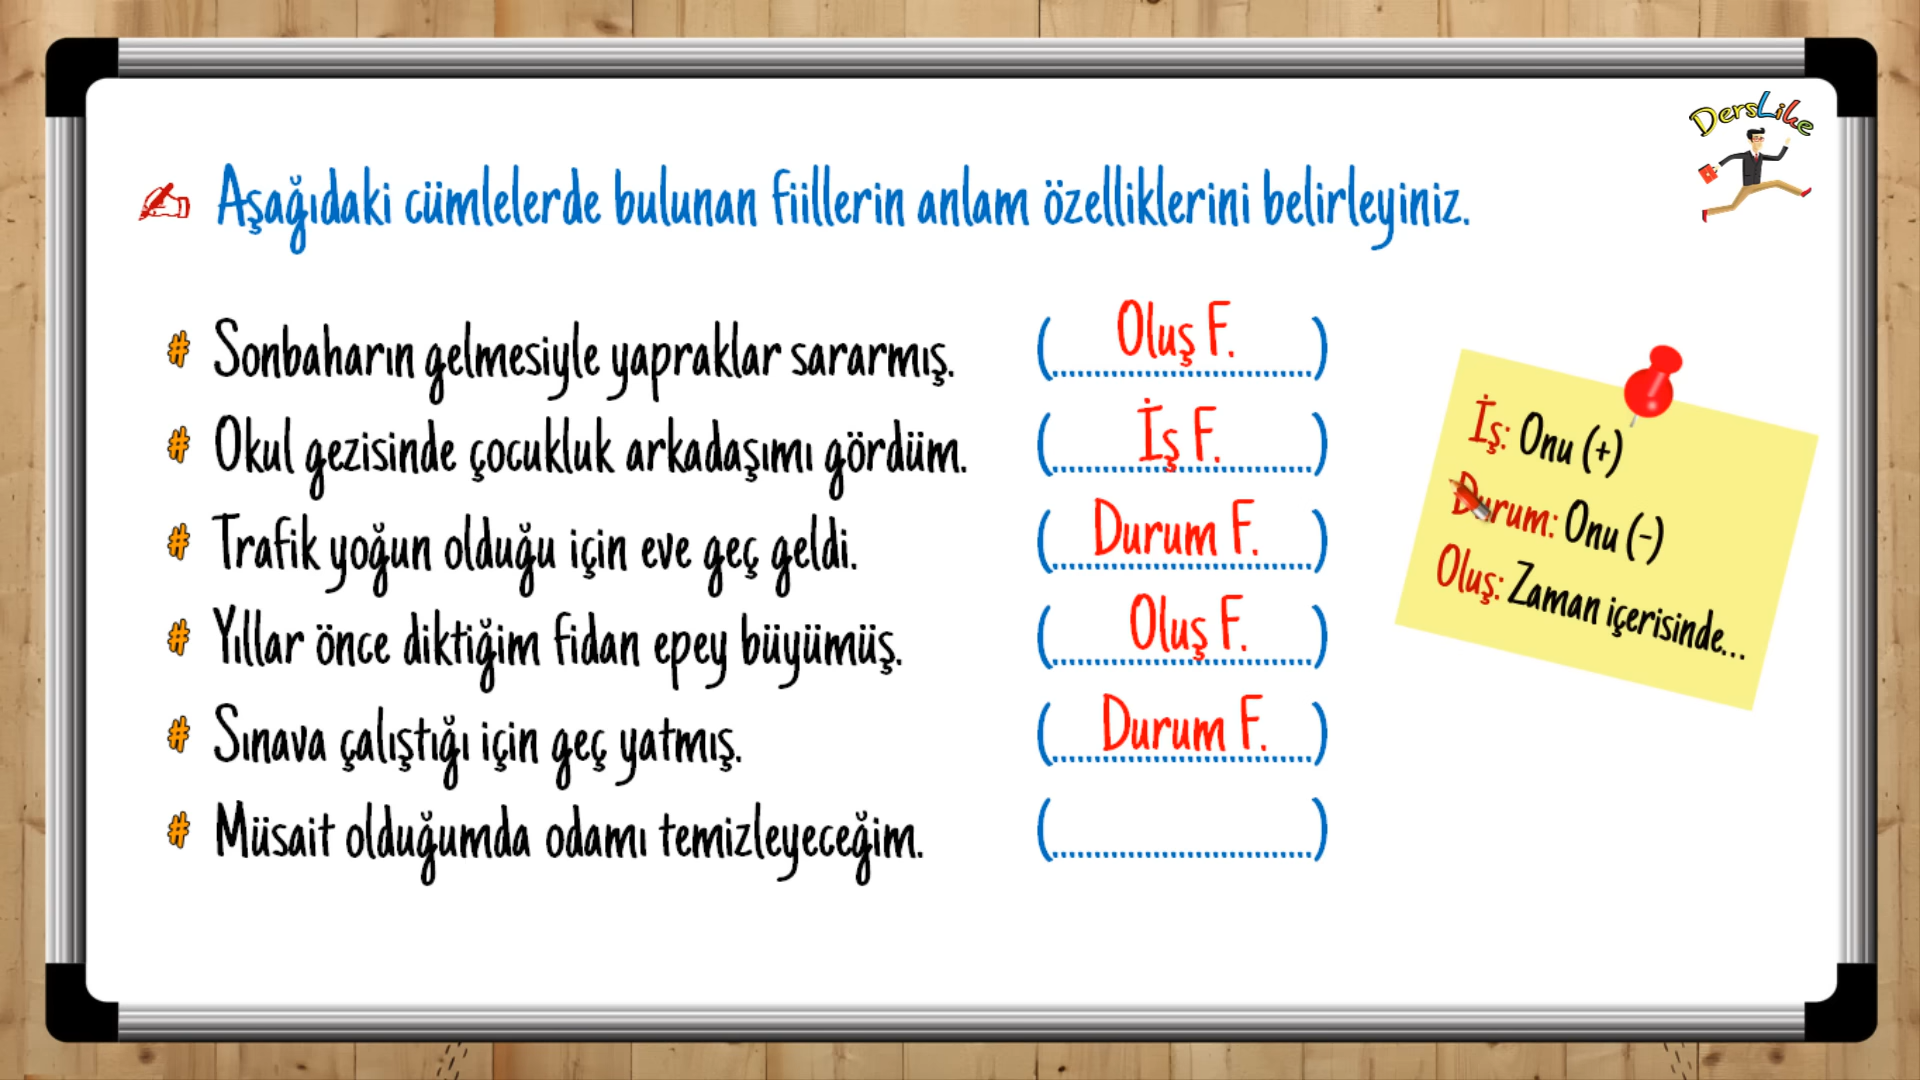 DersLike
Aşağıdaki cümlelerde bulunan fiillerin anlam özelliklerini belirleyiniz.
# Sonbaharın gelmesiyle yapraklar sararmış. (Oluş F.)
# Okul gezisinde çocukluk arkadaşımı gördüm. (İş F.)
# Trafik yoğun olduğu için eve geç geldi. (Durum F.)
# Yıllar önce diktiğim fidan epey büyümüş. (Oluş F.)
# Sınava çalıştığı için geç yatmış. (Durum F.)
# Müsait olduğumda odamı temizleyeceğim. (..............................)
İş: Onu (+)
Durum: Onu (-)
Oluş: Zaman içerisinde...